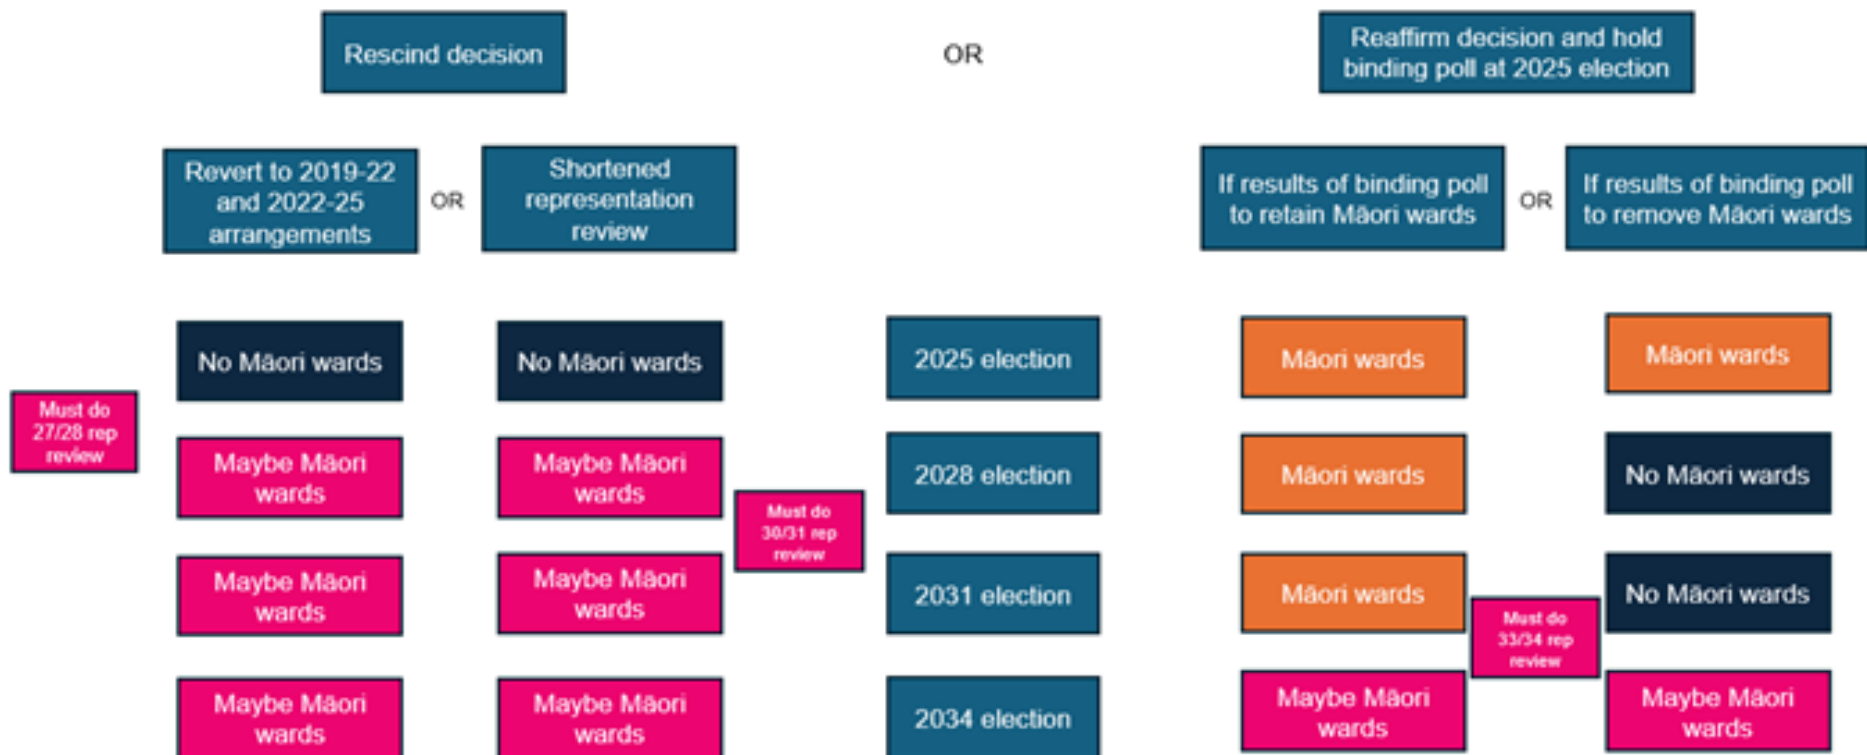 Rescind decision
OR
Reaffirm decision and hold
binding poll at 2025 election
Revert to 2019-22
and 2022-25
arrangements
OR
Shortened
representation
review
If results of binding poll
to retain Māori wards
OR
If results of binding poll
to remove Māori wards
No Māori wards
No Māori wards
2025 election
Māori wards
Māori wards
Must do
27/28 rep
review
Maybe Māori
wards
Maybe Māori
wards
Must do
30/31 rep
review
2028 election
Māori wards
No Māori wards
Maybe Māori
wards
Maybe Māori
wards
2031 election
Māori wards
Must do
33/34 rep
review
No Māori wards
Maybe Māori
wards
Maybe Māori
wards
2034 election
Maybe Māori
wards
Maybe Māori
wards